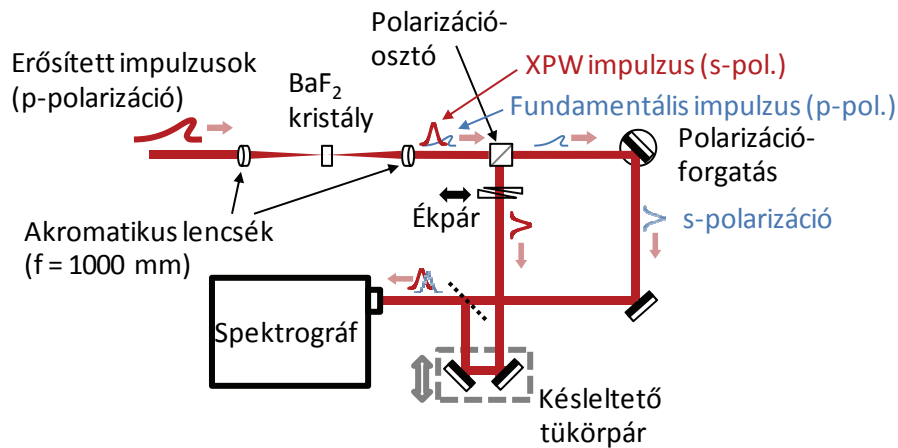 Polarizáció-
osztó
Erősített impulzusok
(p-polarizáció)
BaF2
kristály
XPW impulzus (s-pol.)
Fundamentális impulzus (p-pol.)
Polarizáció-
forgatás
Ékpár
s-polarizáció
Akromatikus lencsék
(f = 1000 mm)
Spektrográf
Késleltető
tükörpár